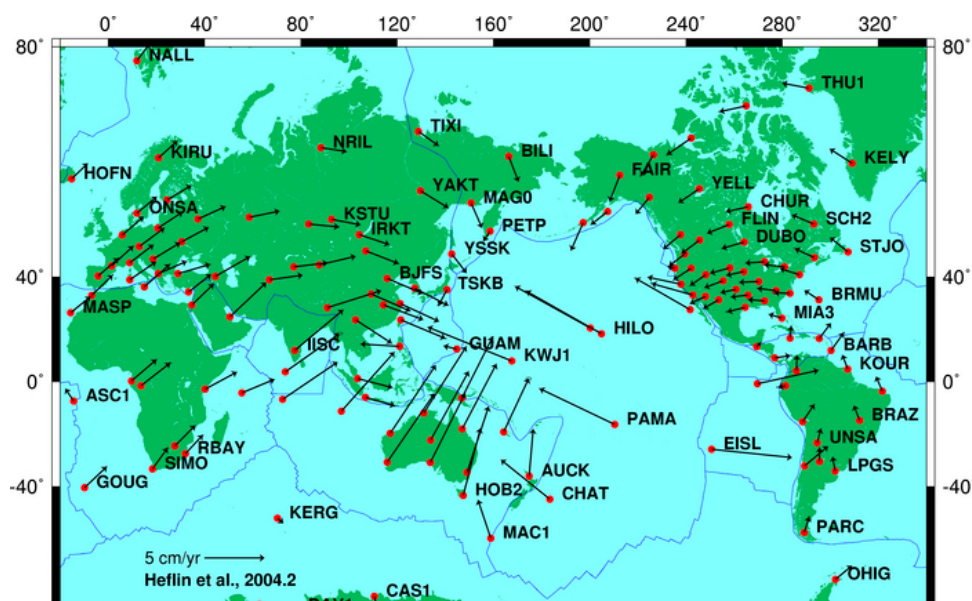 0° 40° 80° 120° 160° 200° 240° 280° 320°
80° 80°
NALL
THU1
TIXI
NRIL
BILI
KIRU
KELY
HOFN
FAIR
YAKT
YELL
MAG0
CHUR
ONSA
KSTU
FLIN
SCH2
PETP
IRKT
DUBO
STJO
YSSK
40° 40°
BJFS
TSKB
BRMU
MASP
MIA3
HILO
IISC
GUAM
BARB
KWJ1
KOUR
0° 0°
ASC1
PAMA
BRAZ
UNSA
EISL
RBAY
SIMO
LPGS
AUCK
GOUG
-40° -40
HOB2
CHAT
KERG
PARC
MAC1
5 cm/yr
OHIG
Heflin et al., 2004.2
CAS1